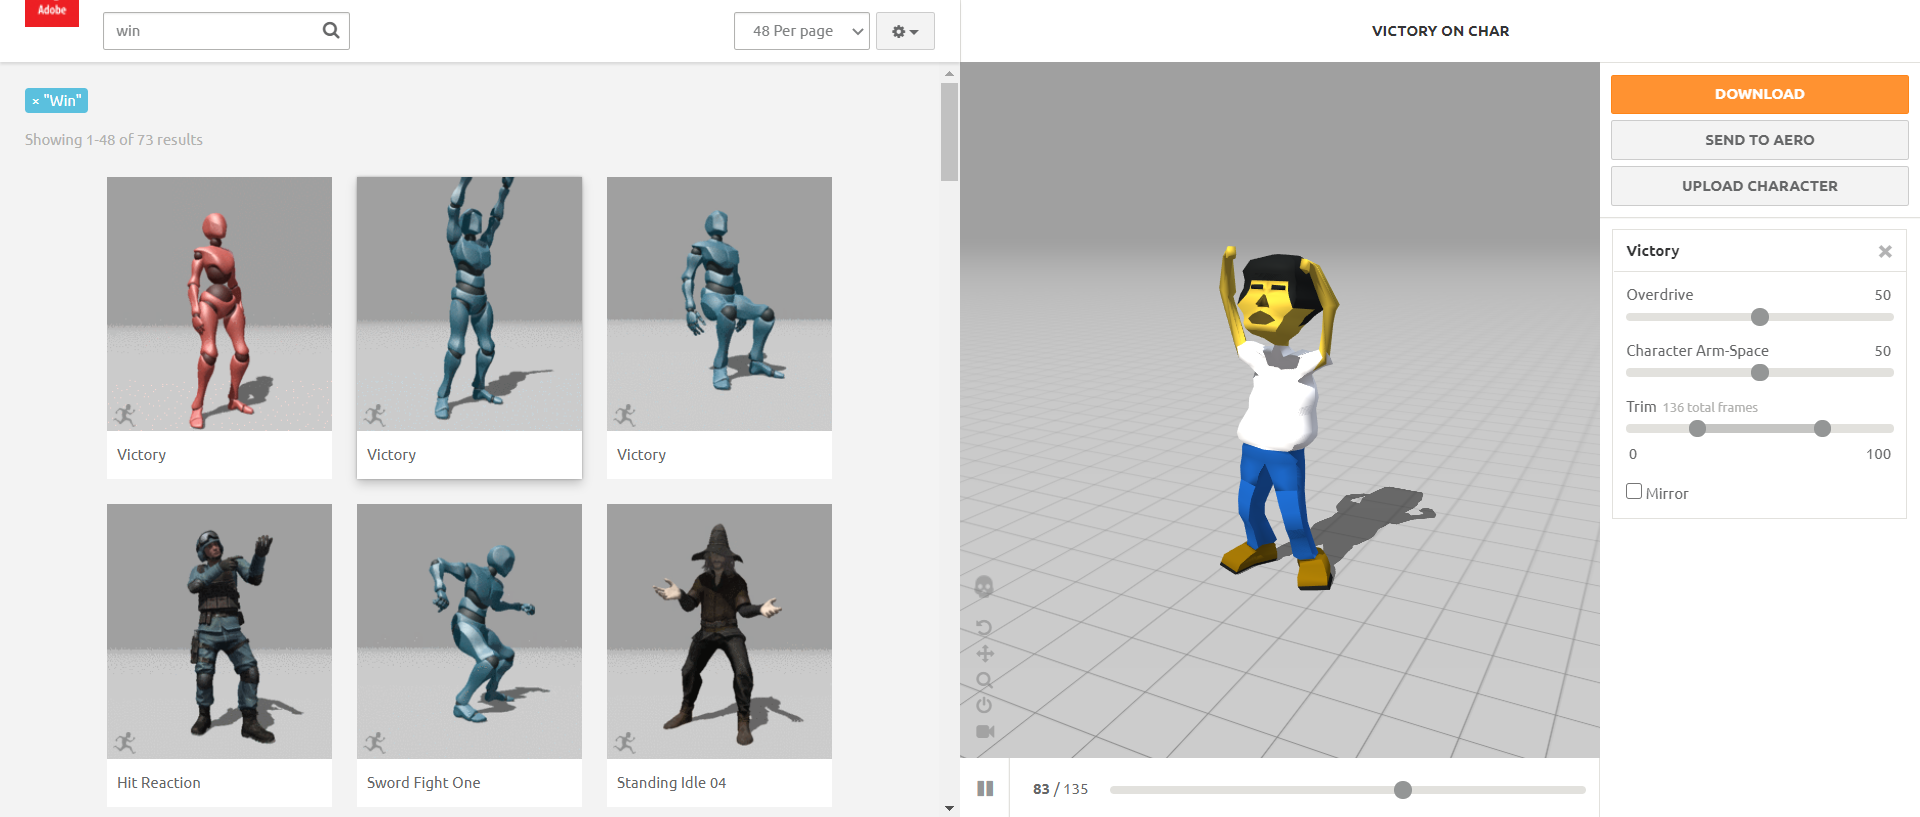 Adobe
win
48 Per page
VICTORY ON CHAR
× "Win"
Showing 1-48 of 73 results
Victory
Victory
Victory
Hit Reaction
Sword Fight One
Standing Idle 04
83 / 135
DOWNLOAD
SEND TO AERO
UPLOAD CHARACTER
Victory
Overdrive 50
Character Arm-Space 50
Trim 136 total frames
0 100
Mirror